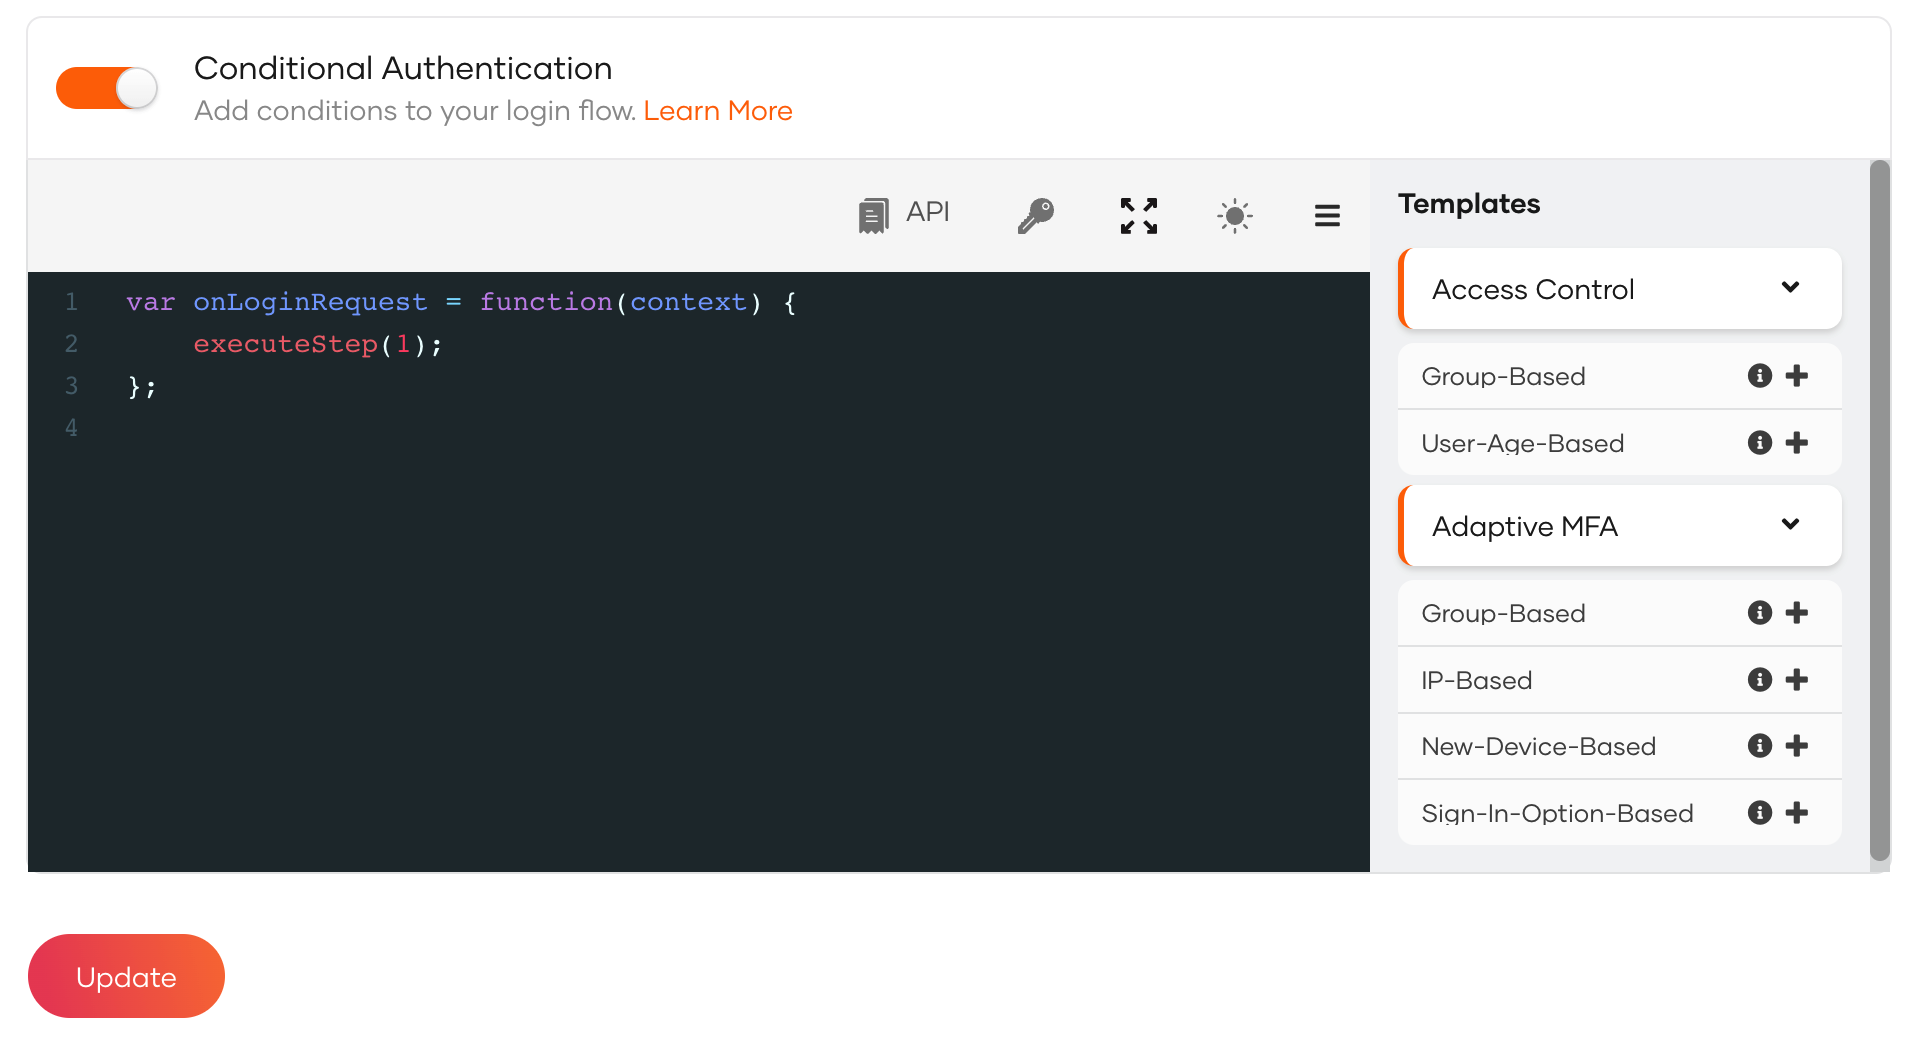 Conditional Authentication
Add conditions to your login flow. Learn More
API
1 var onLoginRequest = function(context) {
2     executeStep(1);
3 };
4
Templates
Access Control
Group-Based
User-Age-Based
Adaptive MFA
Group-Based
IP-Based
New-Device-Based
Sign-In-Option-Based
Update